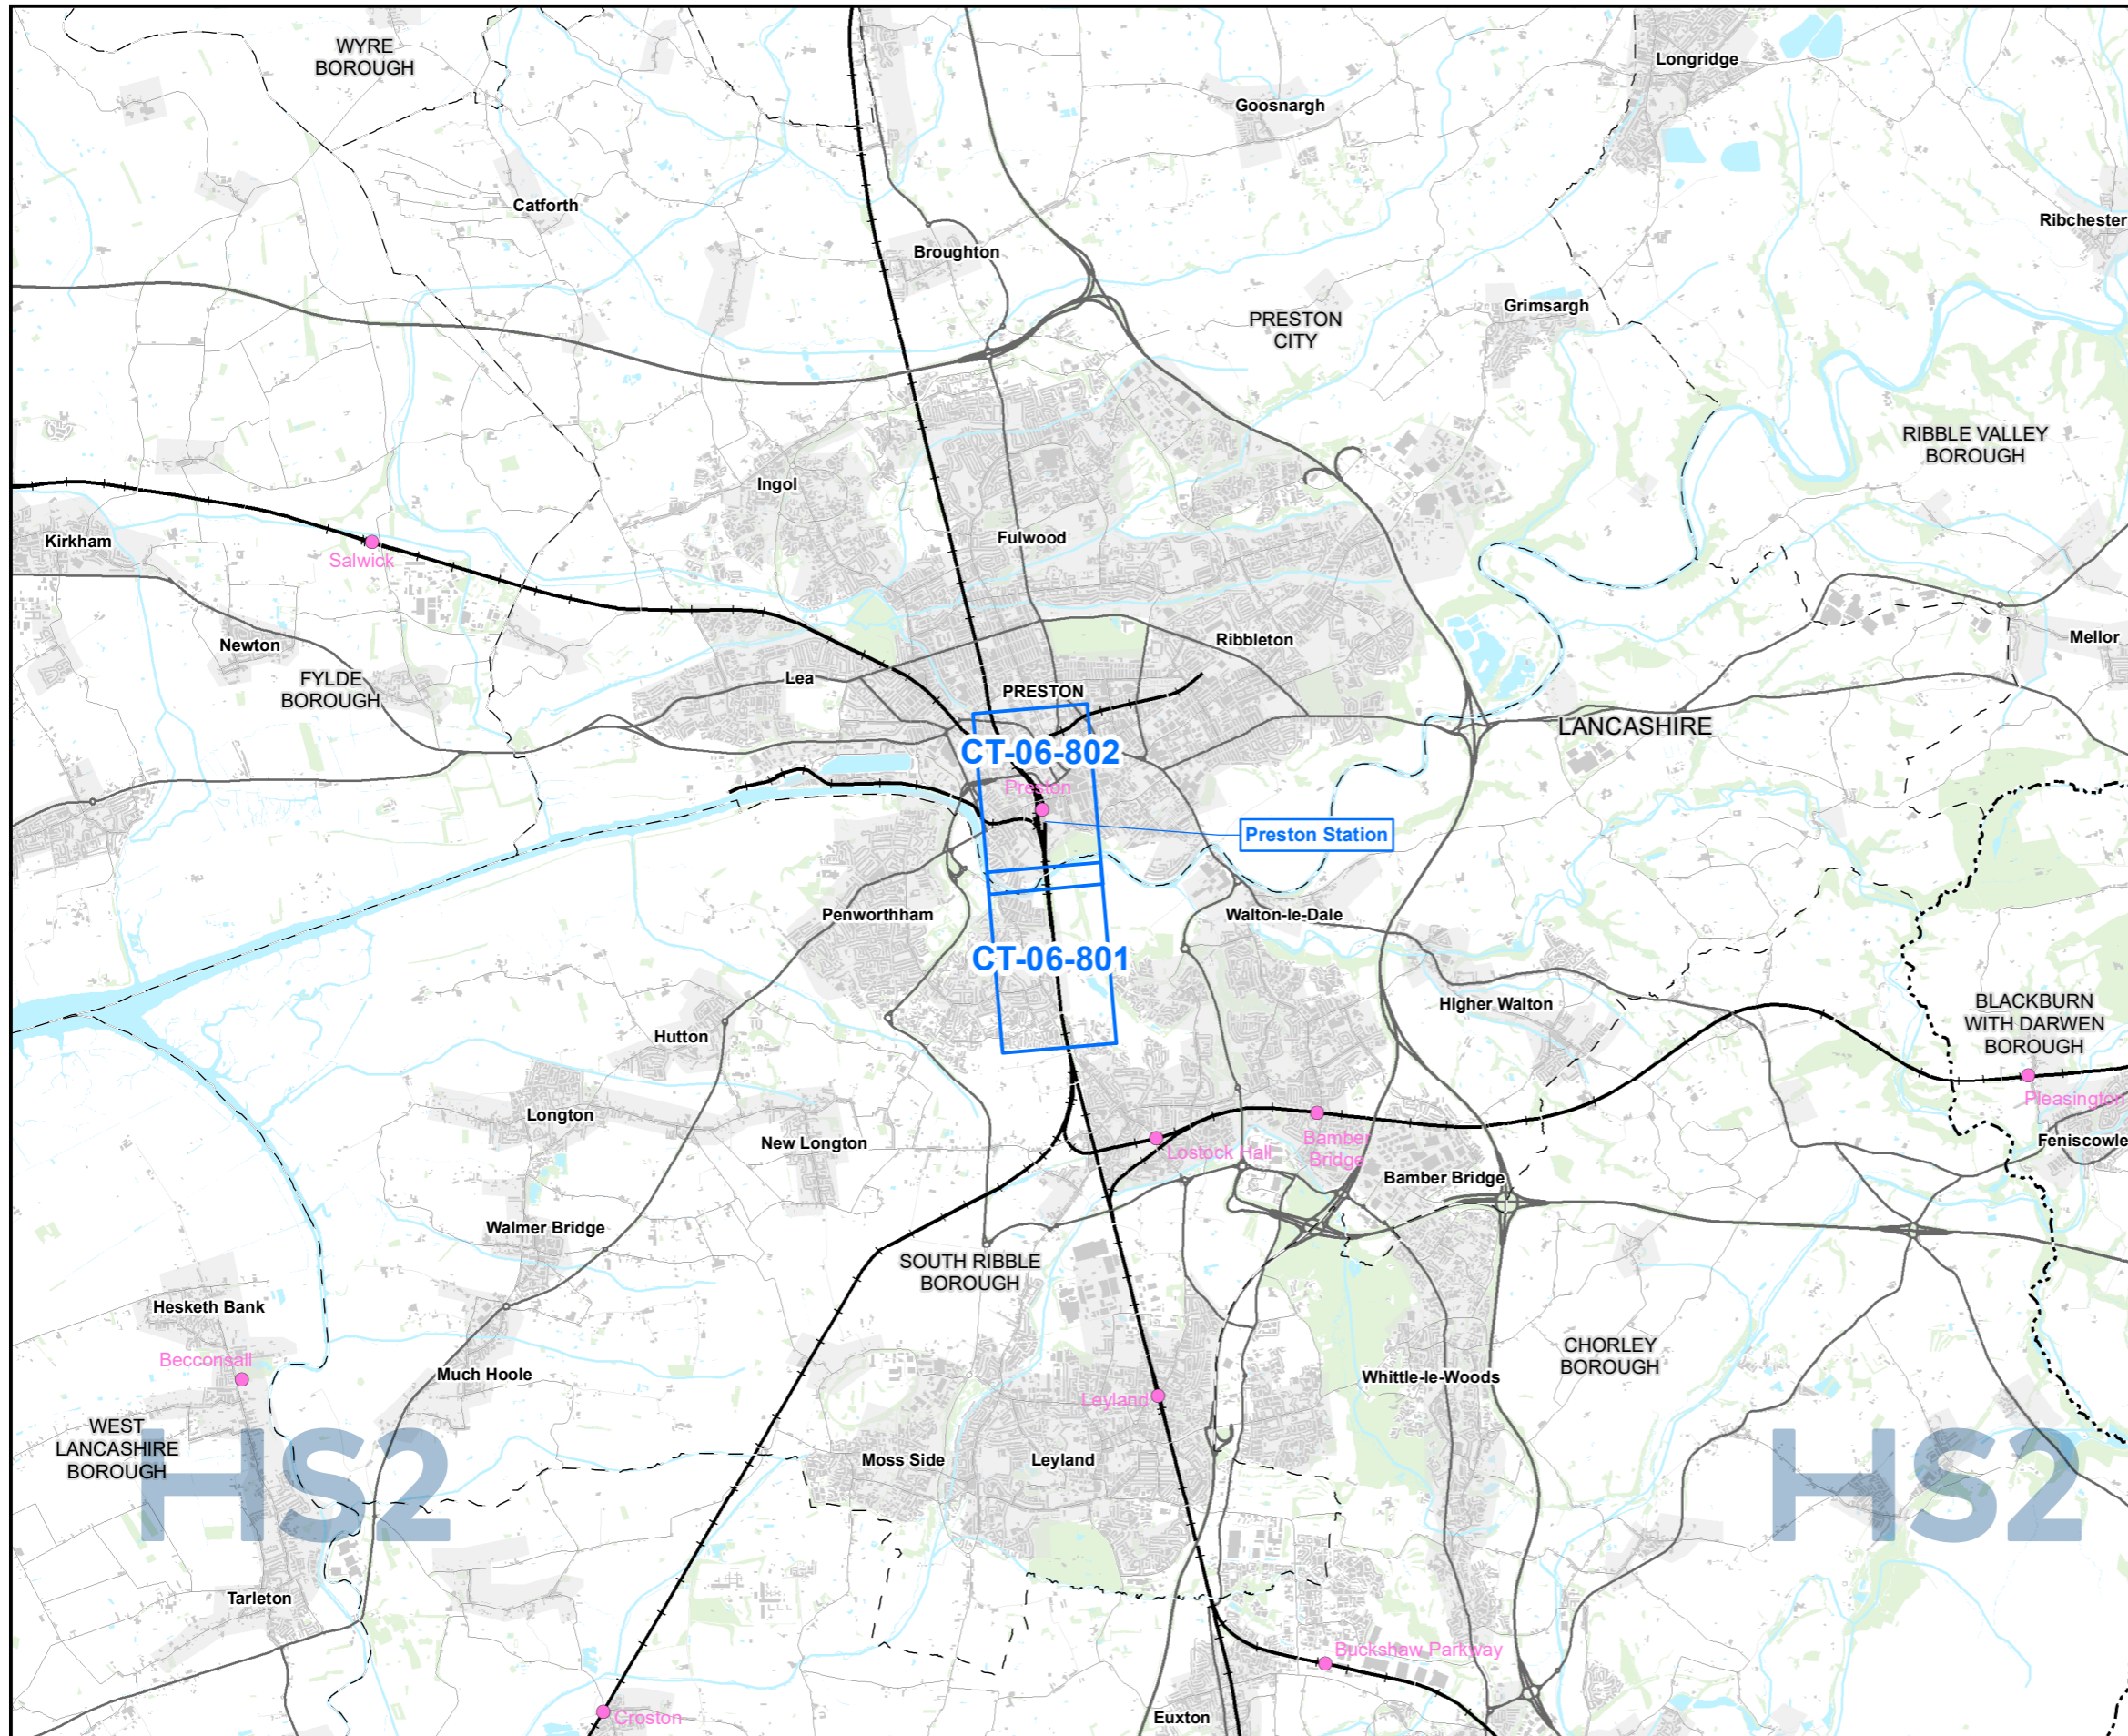 WYRE
BOROUGH
Longridge
Goosnargh
Catforth
Ribchester
Broughton
Grimsargh
PRESTON
CITY
RIBBLE VALLEY
BOROUGH
Ingol
Kirkham
Salwick
Fulwood
Newton
Ribbleton
Mellor
FYLDE
BOROUGH
Lea
PRESTON
LANCASHIRE
CT-06-802
Preston
Preston Station
Penworthham
Walton-le-Dale
CT-06-801
Higher Walton
BLACKBURN
WITH DARWEN
BOROUGH
Hutton
Pleasington
Longton
New Longton
Lostock Hall
Bamber
Bridge
Feniscowle
Bamber Bridge
Walmer Bridge
SOUTH RIBBLE
BOROUGH
Hesketh Bank
Becconsall
Much Hoole
CHORLEY
BOROUGH
Whittle-le-Woods
Leyland
WEST
LANCASHIRE
BOROUGH
HS2
Moss Side
Leyland
HS2
Tarleton
Buckshaw Parkway
Croston
Euxton